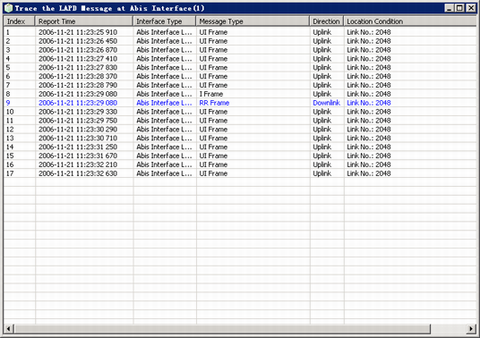 Trace the LAPD Message at Abis Interface(1)
Index Report Time Interface Type Message Type Direction Location Condition
1 2006-11-21 11:23:25 910 Abis Interface L... UI Frame Uplink Link No.: 2048
2 2006-11-21 11:23:26 450 Abis Interface L... UI Frame Uplink Link No.: 2048
3 2006-11-21 11:23:26 870 Abis Interface L... UI Frame Uplink Link No.: 2048
4 2006-11-21 11:23:27 410 Abis Interface L... UI Frame Uplink Link No.: 2048
5 2006-11-21 11:23:27 830 Abis Interface L... UI Frame Uplink Link No.: 2048
6 2006-11-21 11:23:28 370 Abis Interface L... UI Frame Uplink Link No.: 2048
7 2006-11-21 11:23:28 790 Abis Interface L... UI Frame Uplink Link No.: 2048
8 2006-11-21 11:23:29 080 Abis Interface L... I Frame Uplink Link No.: 2048
9 2006-11-21 11:23:29 080 Abis Interface L... RR Frame Downlink Link No.: 2048
10 2006-11-21 11:23:29 330 Abis Interface L... UI Frame Uplink Link No.: 2048
11 2006-11-21 11:23:29 750 Abis Interface L... UI Frame Uplink Link No.: 2048
12 2006-11-21 11:23:30 290 Abis Interface L... UI Frame Uplink Link No.: 2048
13 2006-11-21 11:23:30 710 Abis Interface L... UI Frame Uplink Link No.: 2048
14 2006-11-21 11:23:31 250 Abis Interface L... UI Frame Uplink Link No.: 2048
15 2006-11-21 11:23:31 670 Abis Interface L... UI Frame Uplink Link No.: 2048
16 2006-11-21 11:23:32 210 Abis Interface L... UI Frame Uplink Link No.: 2048
17 2006-11-21 11:23:32 630 Abis Interface L... UI Frame Uplink Link No.: 2048